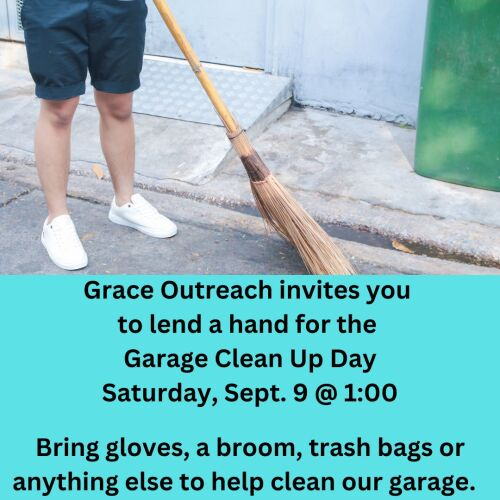 Grace Outreach invites you
to lend a hand for the
Garage Clean Up Day
Saturday, Sept. 9 @ 1:00
Bring gloves, a broom, trash bags or
anything else to help clean our garage.